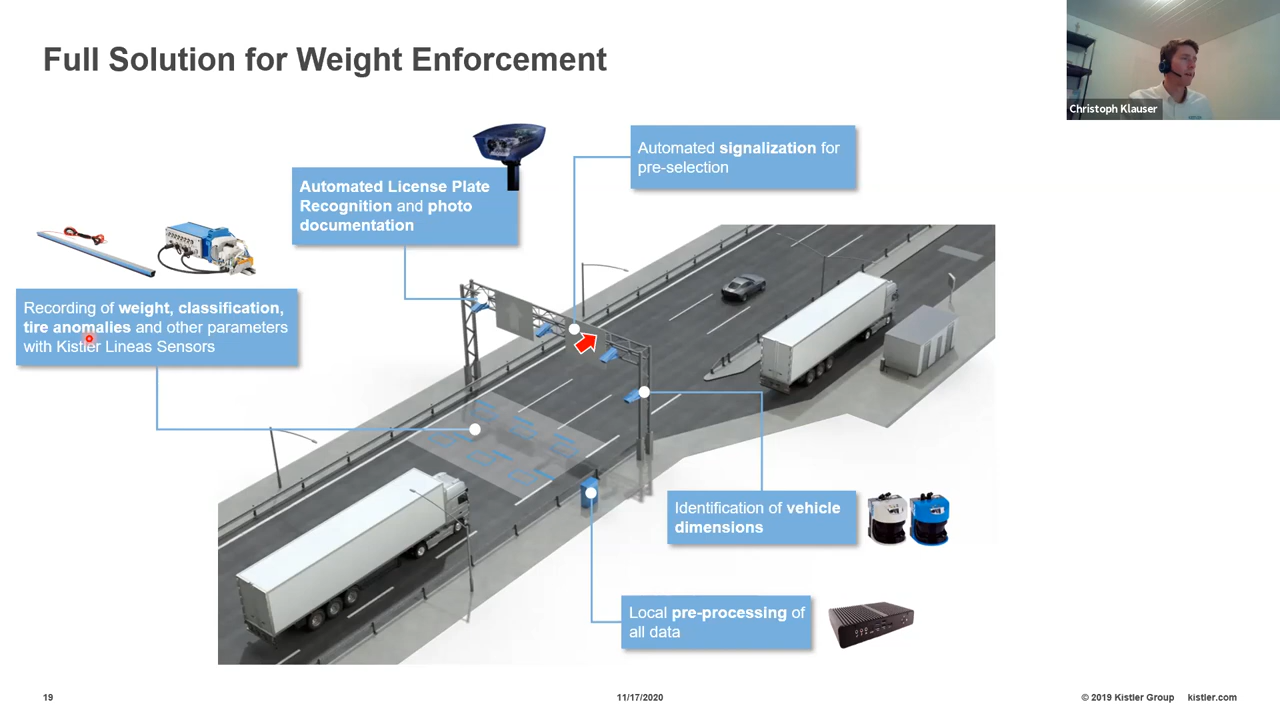 Full Solution for Weight Enforcement
Christoph Klauser
Automated signalization for
pre-selection
Automated License Plate
Recognition and photo
documentation
Recording of weight, classification,
tire anomalies and other parameters
with Kistler Lineas Sensors
Identification of vehicle
dimensions
Local pre-processing of
all data
19
11/17/2020
© 2019 Kistler Group kistler.com